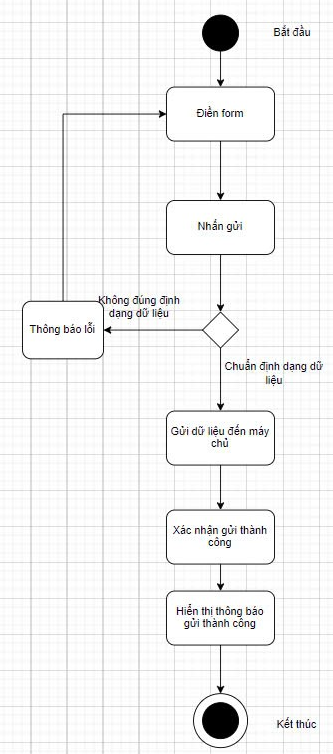 Bắt đầu
Điền form
Nhấn gửi
Không đúng định
dạng dữ liệu
Thông báo lỗi
Chuẩn định dạng dữ
liệu
Gửi dữ liệu đến máy
chủ
Xác nhận gửi thành
công
Hiển thị thông báo
gửi thành công
Kết thúc